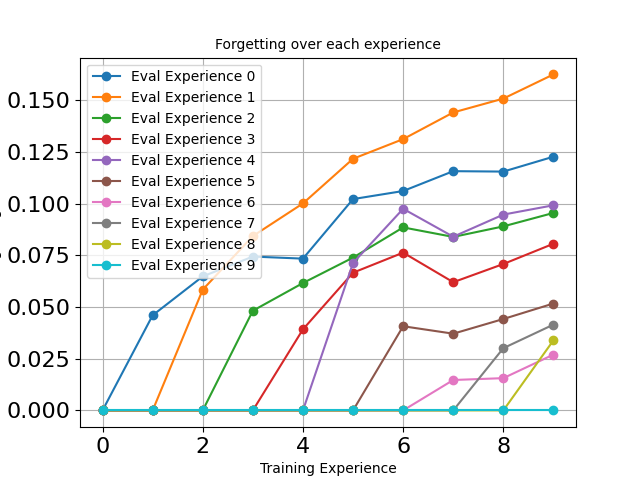 Forgetting over each experience
0.150
0.125
0.100
0.075
0.050
0.025
0.000
Eval Experience 0
Eval Experience 1
Eval Experience 2
Eval Experience 3
Eval Experience 4
Eval Experience 5
Eval Experience 6
Eval Experience 7
Eval Experience 8
Eval Experience 9
0 2 4 6 8
Training Experience